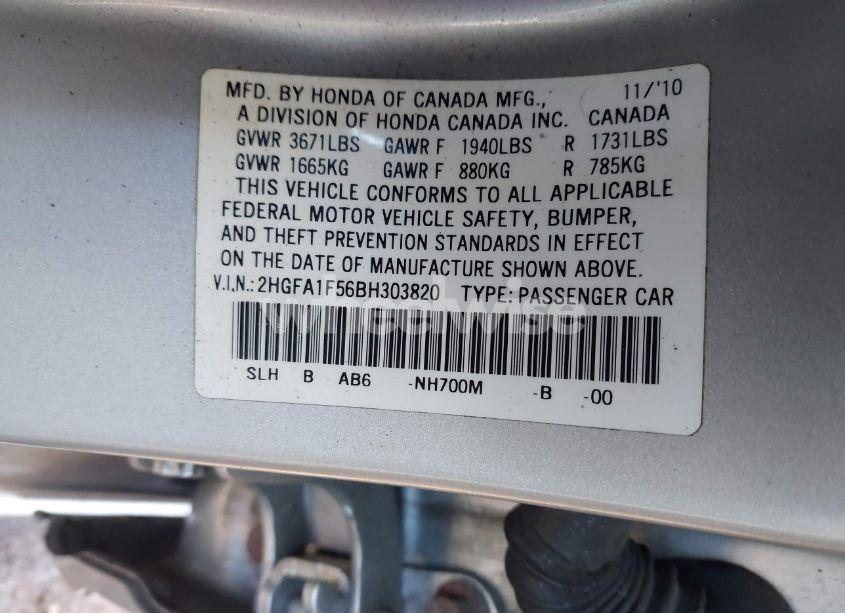 MFD. BY HONDA OF CANADA MFG., 11/'10
A DIVISION OF HONDA CANADA INC. CANADA
GVWR 3671LBS GAWR F 1940LBS R 1731LBS
GVWR 1665KG GAWR F 880KG R 785KG
THIS VEHICLE CONFORMS TO ALL APPLICABLE
FEDERAL MOTOR VEHICLE SAFETY, BUMPER,
AND THEFT PREVENTION STANDARDS IN EFFECT
ON THE DATE OF MANUFACTURE SHOWN ABOVE.
V.I.N.: 2HGFA1F56BH303820 TYPE: PASSENGER CAR
wheelwise
SLH B AB6 -NH700M -B -00